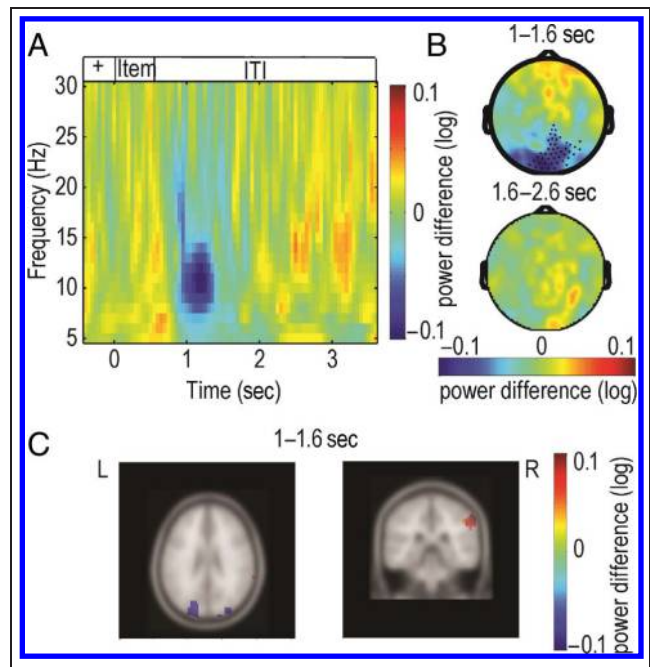 A
+ Item ITI
30
25
20
15
10
5
Frequency (Hz)
0 1 2 3
Time (sec)
0.1
0
−0.1
power difference (log)
B
1–1.6 sec
1.6–2.6 sec
−0.1 0 0.1
power difference (log)
C
1–1.6 sec
L
R
0.1
0
−0.1
power difference (log)